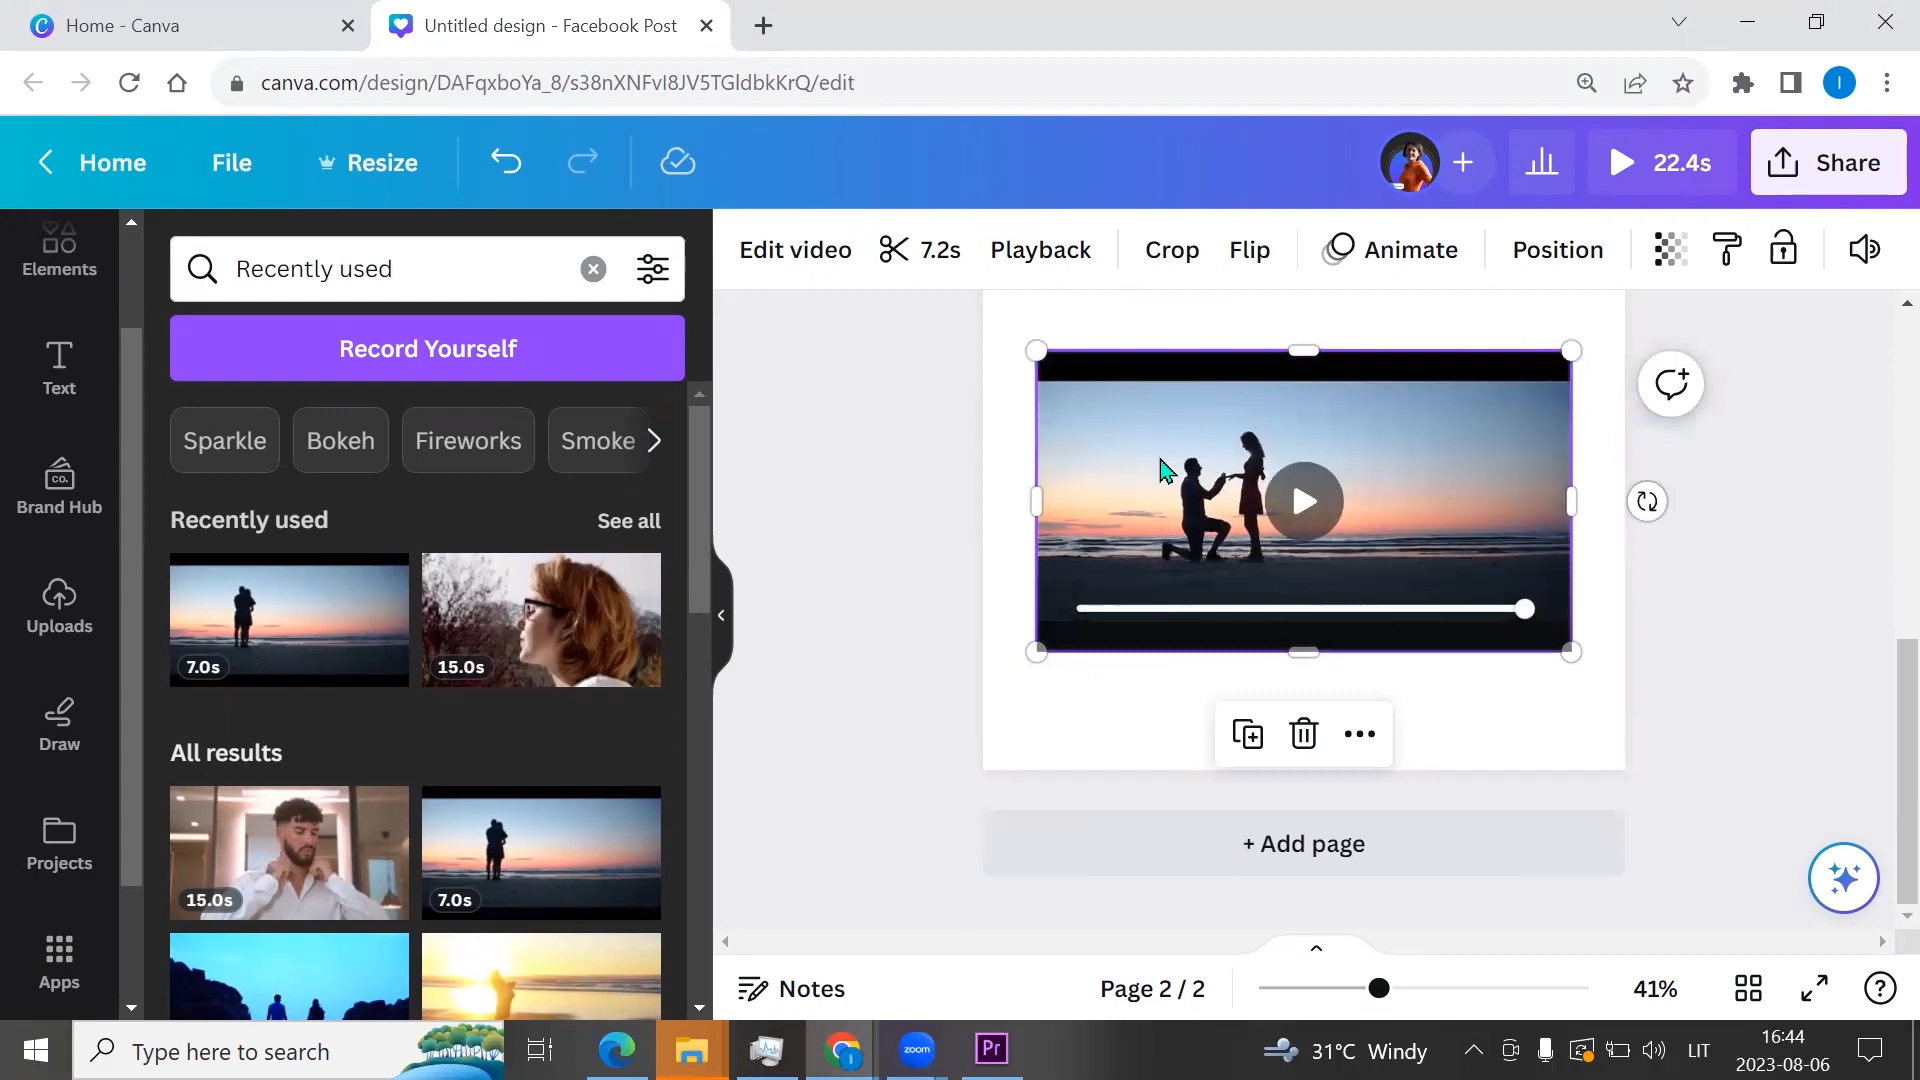 Home - Canva
Untitled design - Facebook Post
canva.com/design/DAFqxboYa_8/s38nXNFvI8JV5TGldbkKrQ/edit
I
Home
File
Resize
22.4s
Share
Elements
Text
CO.
Brand Hub
Uploads
Draw
Projects
Apps
Recently used
Record Yourself
Sparkle
Bokeh
Fireworks
Smoke
Recently used
See all
7.0s
15.0s
All results
15.0s
7.0s
Edit video
7.2s
Playback
Crop
Flip
Animate
Position
+ Add page
Notes
Page 2 / 2
41%
Type here to search
zoom
Pr
31°C Windy
LIT
16:44
2023-08-06